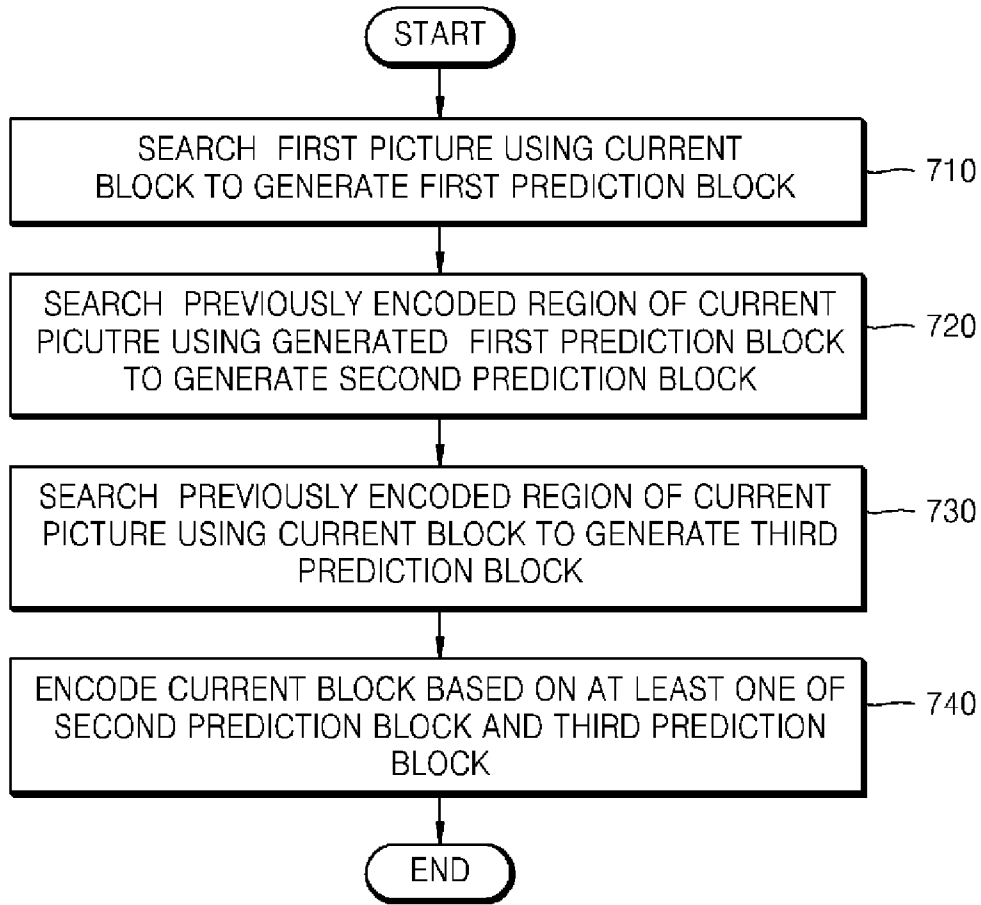 START
SEARCH FIRST PICTURE USING CURRENT
BLOCK TO GENERATE FIRST PREDICTION BLOCK
710
SEARCH PREVIOUSLY ENCODED REGION OF CURRENT
PICUTRE USING GENERATED FIRST PREDICTION BLOCK
TO GENERATE SECOND PREDICTION BLOCK
720
SEARCH PREVIOUSLY ENCODED REGION OF CURRENT
PICTURE USING CURRENT BLOCK TO GENERATE THIRD
PREDICTION BLOCK
730
ENCODE CURRENT BLOCK BASED ON AT LEAST ONE OF
SECOND PREDICTION BLOCK AND THIRD PREDICTION
BLOCK
740
END